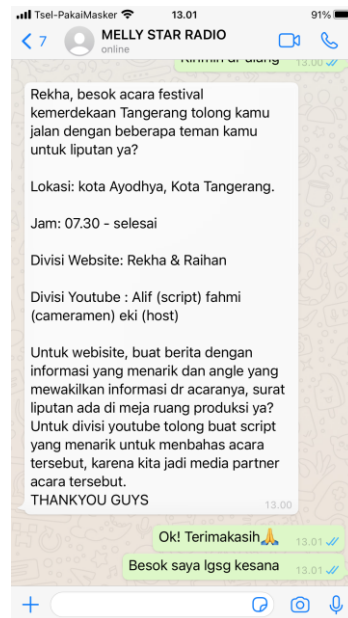 Tsel-PakaiMasker 13.01 91%
7 MELLY STAR RADIO
online
13.00
Rekha, besok acara festival
kemerdekaan Tangerang tolong kamu
jalan dengan beberapa teman kamu
untuk liputan ya?
Lokasi: kota Ayodhya, Kota Tangerang.
Jam: 07.30 - selesai
Divisi Website: Rekha & Raihan
Divisi Youtube : Alif (script) fahmi
(cameramen) eki (host)
Untuk webisite, buat berita dengan
informasi yang menarik dan angle yang
mewakilkan informasi dr acaranya, surat
liputan ada di meja ruang produksi ya?
Untuk divisi youtube tolong buat script
yang menarik untuk menbahas acara
tersebut, karena kita jadi media partner
acara tersebut.
THANKYOU GUYS
13.00
Ok! Terimakasih🙏 13.01
Besok saya lgsg kesana 13.01